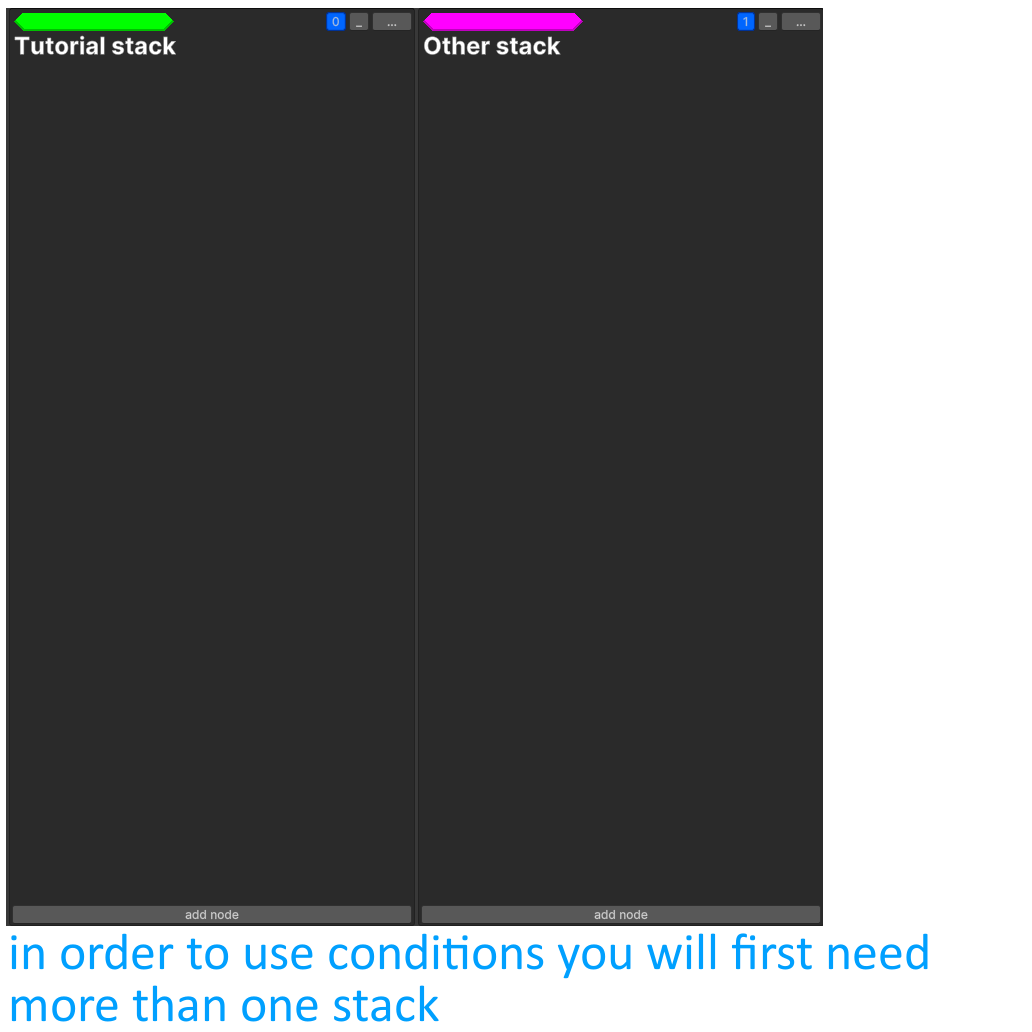 0 _ ...
Tutorial stack
1 _ ...
Other stack
add node
add node
in order to use conditions you will first need
more than one stack